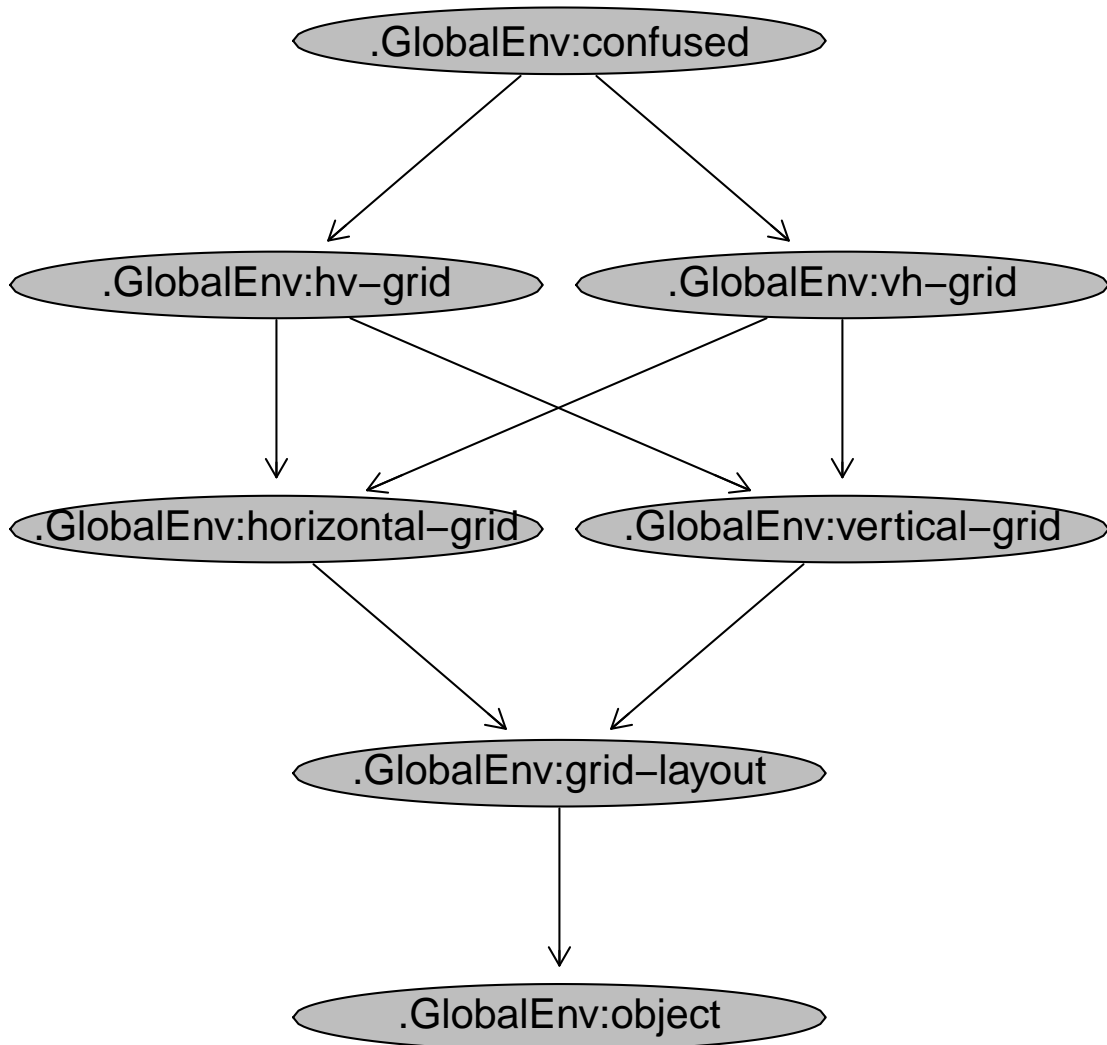 .GlobalEnv:confused
.GlobalEnv:hv−grid
.GlobalEnv:vh−grid
.GlobalEnv:horizontal−grid
.GlobalEnv:vertical−grid
.GlobalEnv:grid−layout
.GlobalEnv:object